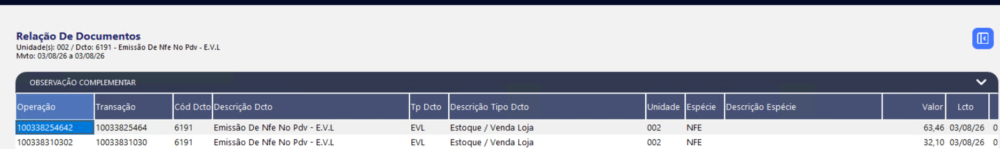 Relação De Documentos
Unidade(s): 002 / Dcto: 6191 - Emissão De Nfe No Pdv - E.V.L
Mvto: 03/08/26 a 03/08/26
OBSERVAÇÃO COMPLEMENTAR
Operação Transação Cód Dcto Descrição Dcto Tp Dcto Descrição Tipo Dcto Unidade Espécie Descrição Espécie Valor Lcto
100338254642 10033825464 6191 Emissão De Nfe No Pdv - E.V.L EVL Estoque / Venda Loja 002 NFE 63,46 03/08/26 0
100338310302 10033831030 6191 Emissão De Nfe No Pdv - E.V.L EVL Estoque / Venda Loja 002 NFE 32,10 03/08/26 0